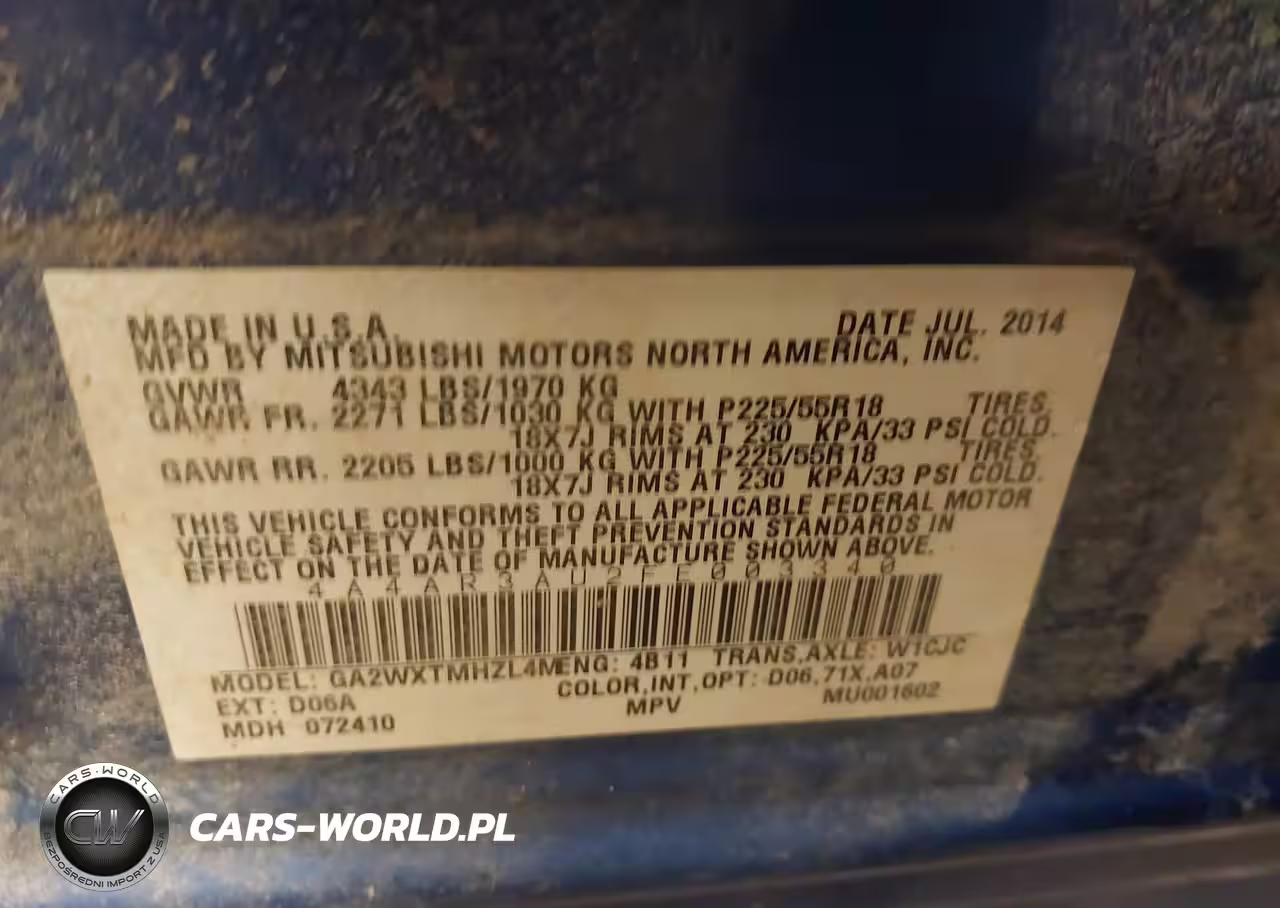 MADE IN U.S.A. DATE JUL. 2014
MFD BY MITSUBISHI MOTORS NORTH AMERICA, INC.
GVWR 4343 LBS/1970 KG
GAWR FR. 2271 LBS/1030 KG WITH P225/55R18 TIRES,
18X7J RIMS AT 230 KPA/33 PSI COLD.
GAWR RR. 2205 LBS/1000 KG WITH P225/55R18 TIRES,
18X7J RIMS AT 230 KPA/33 PSI COLD.
THIS VEHICLE CONFORMS TO ALL APPLICABLE FEDERAL MOTOR
VEHICLE SAFETY AND THEFT PREVENTION STANDARDS IN
EFFECT ON THE DATE OF MANUFACTURE SHOWN ABOVE.
4A4AR3AU2FE003340
MODEL: GA2WXTMHZL4M ENG: 4B11 TRANS,AXLE: W1CJC
EXT: D06A COLOR,INT,OPT: D06,71X,A07
MDH 072410 MPV MU001602
CARS-WORLD
CW
BEZPOŚREDNI IMPORT Z USA
CARS-WORLD.PL